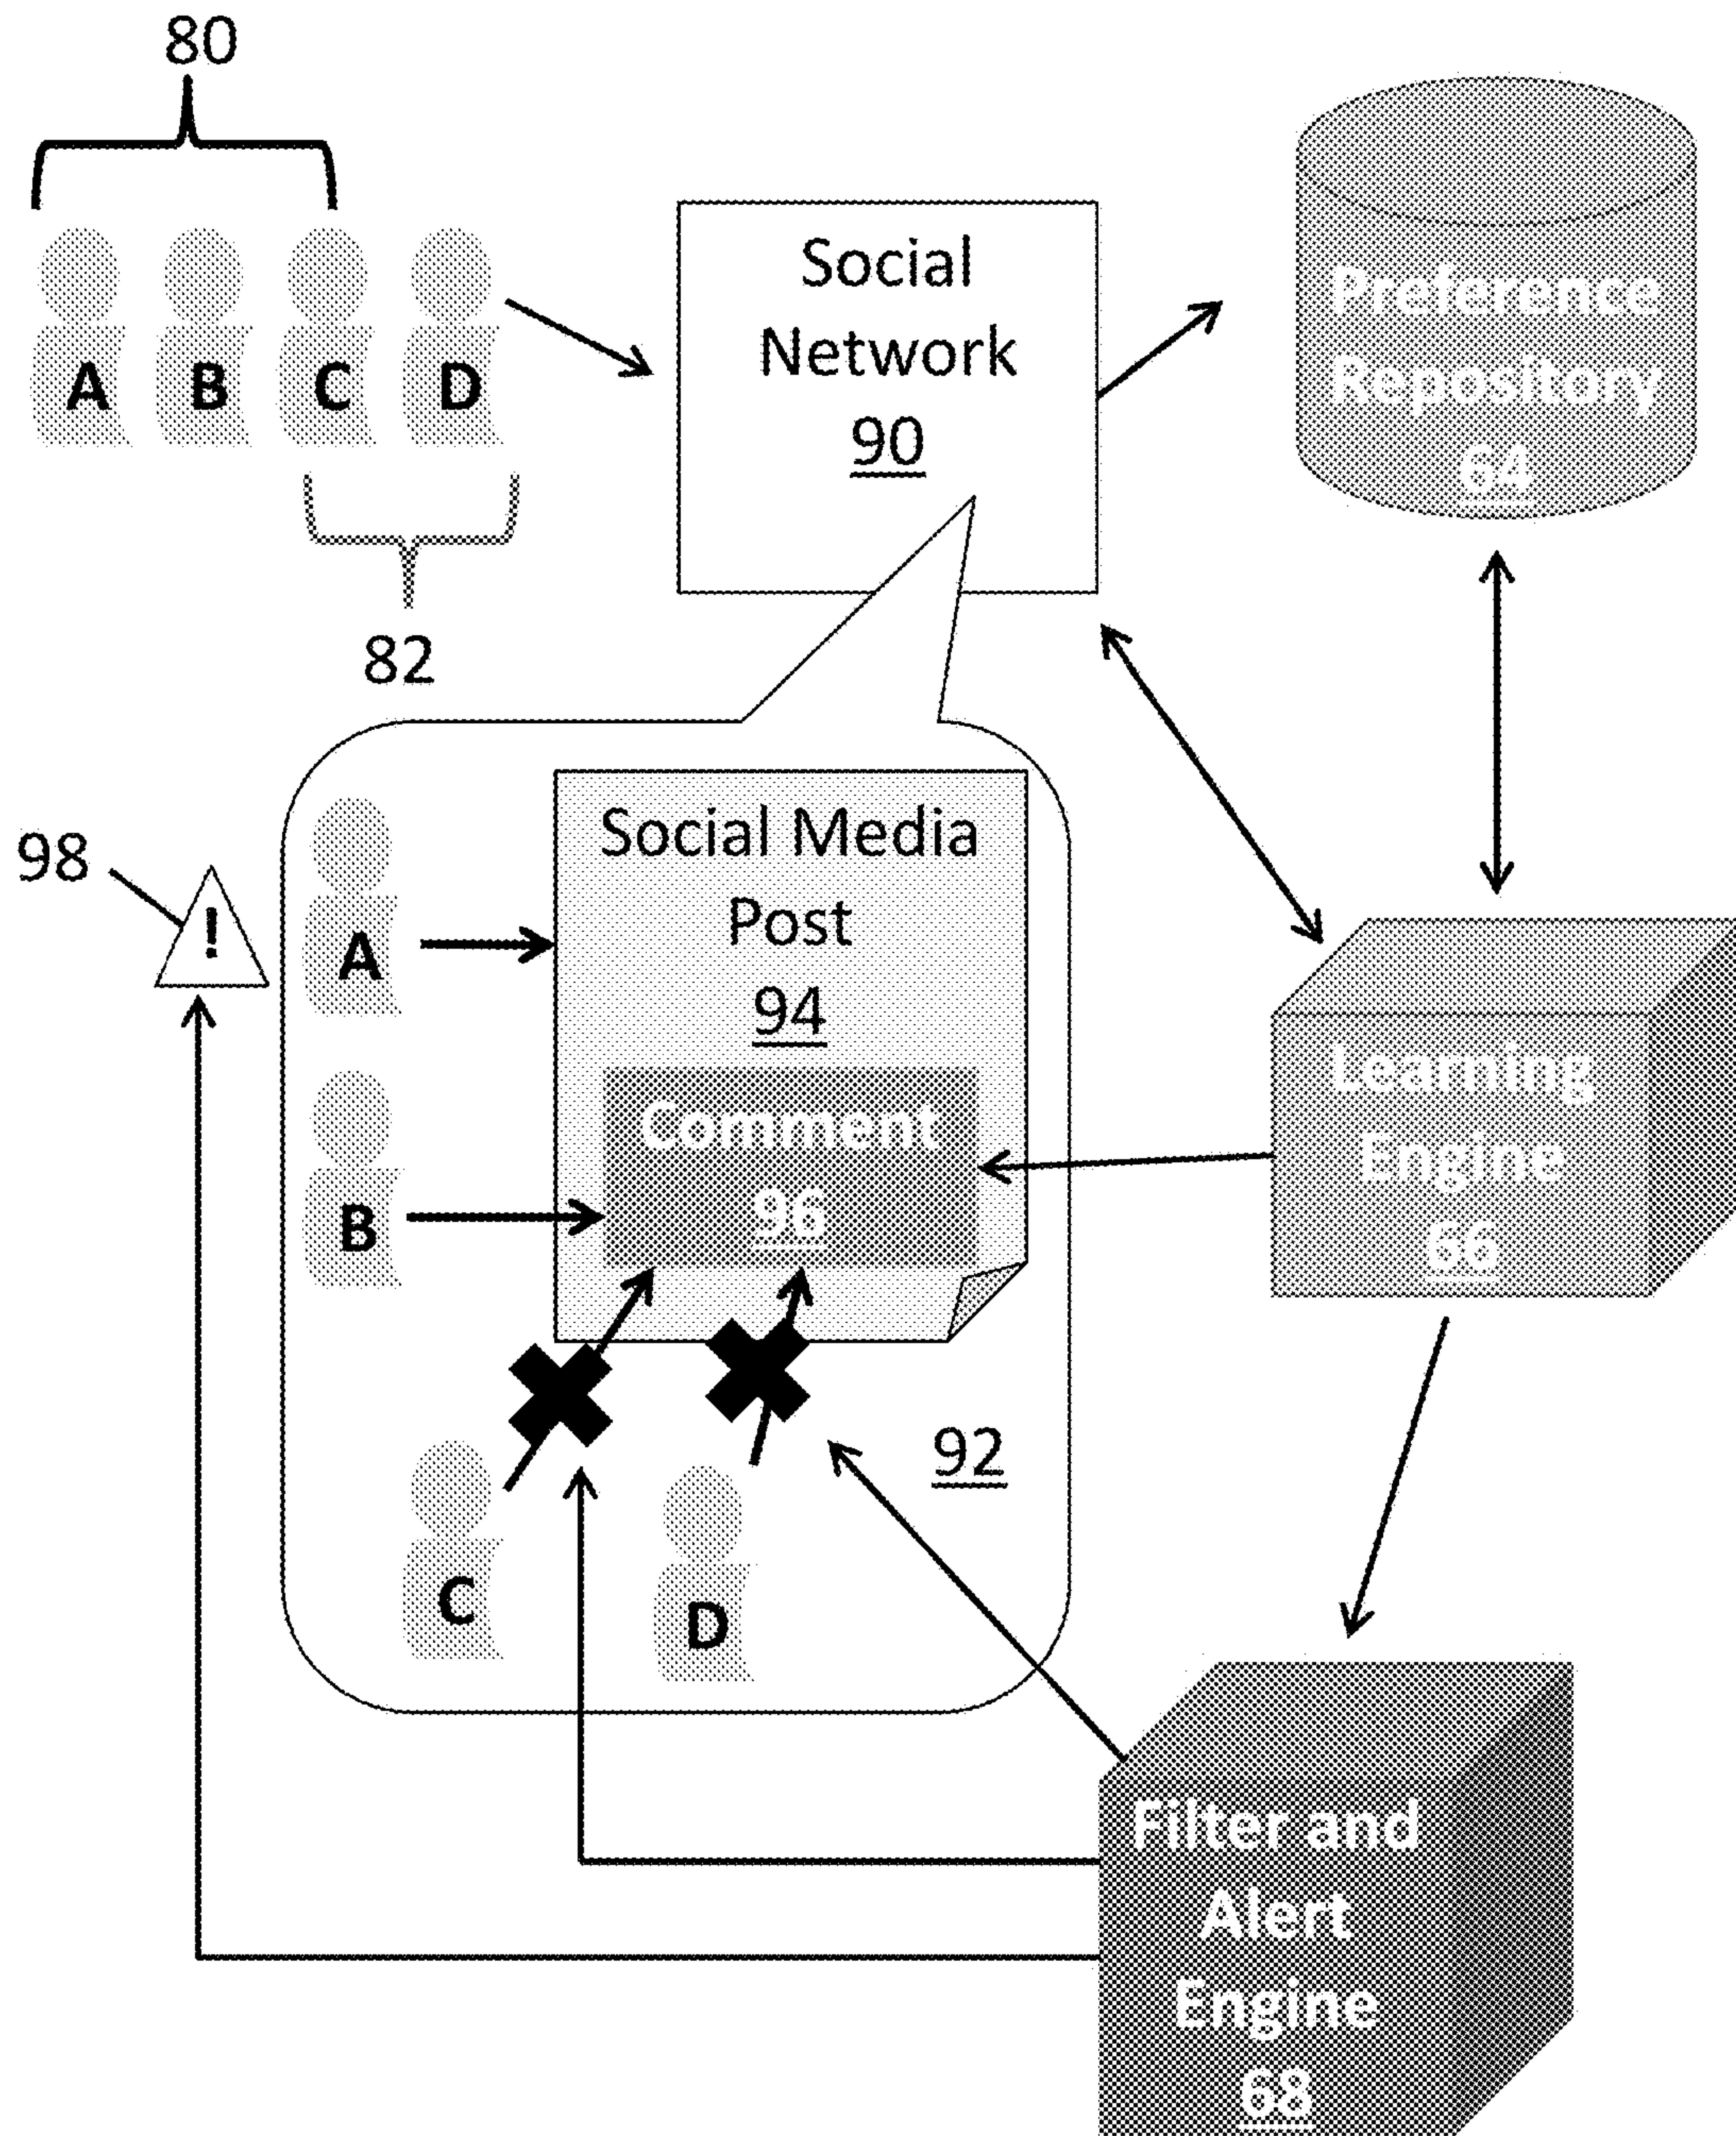 80
A B C D
82
Social
Network
90
Preference
Repository
64
98
!
A
Social Media
Post
94
B
Comment
96
Learning
Engine
66
C
D
92
Filter and
Alert
Engine
68